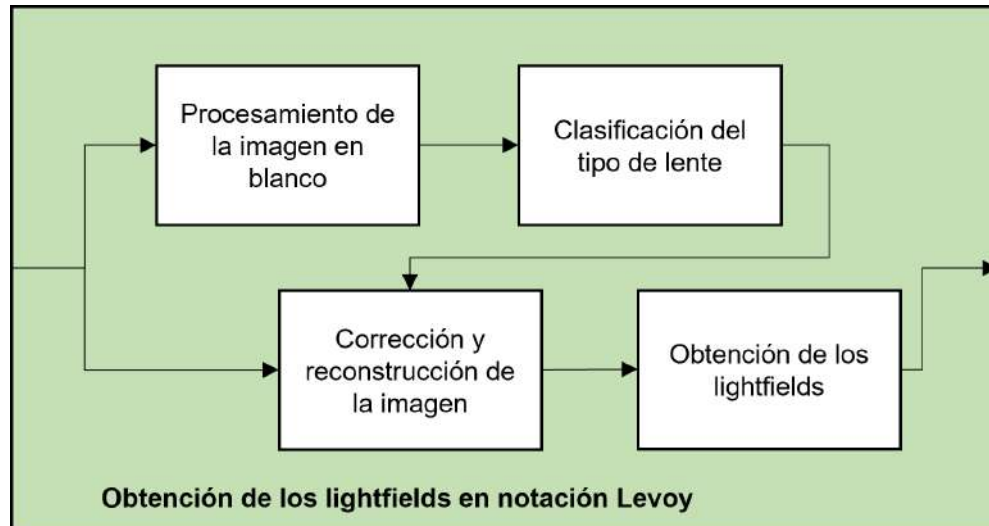 Procesamiento de
la imagen en
blanco
Clasificación del
tipo de lente
Corrección y
reconstrucción de
la imagen
Obtención de los
lightfields
Obtención de los lightfields en notación Levoy